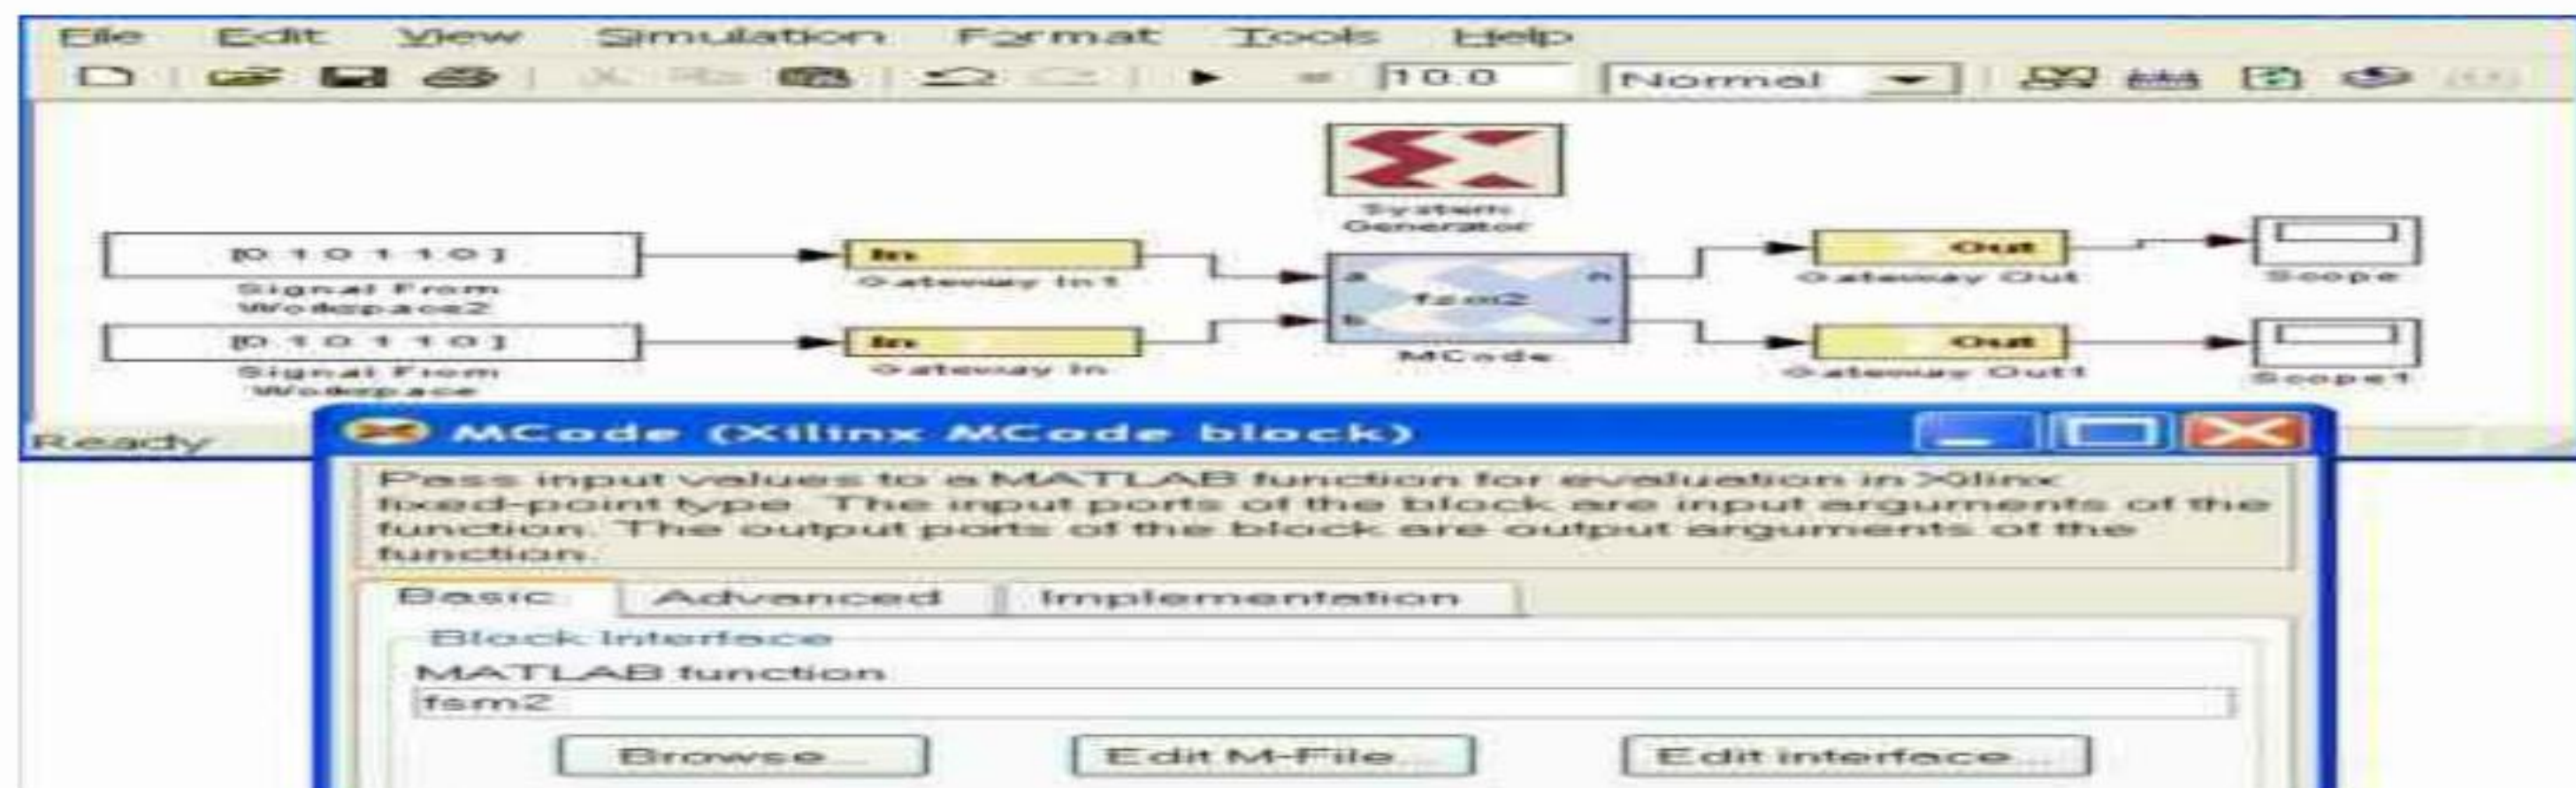 File Edit View Simulation Format Tools Help
10.0 Normal
System
Generator
[0 1 0 1 1 0]
Signal From
Workspace2
In
Gateway In1
a
b
fsm2
MCode
Out
Gateway Out
Scope
[0 1 0 1 1 0]
Signal From
Workspace
In
Gateway In
Out
Gateway Out1
Scope1
Ready
MCode (Xilinx MCode block)
Pass input values to a MATLAB function for evaluation in Xilinx
fixed-point type. The input ports of the block are input arguments of the
function. The output ports of the block are output arguments of the
function.
Basic Advanced Implementation
Block Interface
MATLAB function
fsm2
Browse... Edit M-File... Edit interface...